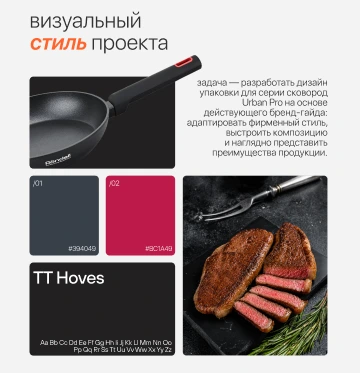 визуальный
стиль проекта
задача — разработать дизайн
упаковки для серии сковород
Urban Pro на основе
действующего бренд-гайда:
адаптировать фирменный стиль,
выстроить композицию
и наглядно представить
преимущества продукции.
Röndell
/01
/02
#394049
#BC1A49
TT Hoves
Aa Bb Cc Dd Ee Ff Gg Hh Ii Jj Kk Ll Mm Nn Oo
Pp Qq Rr Ss Tt Uu Vv Ww Xx Yy Zz